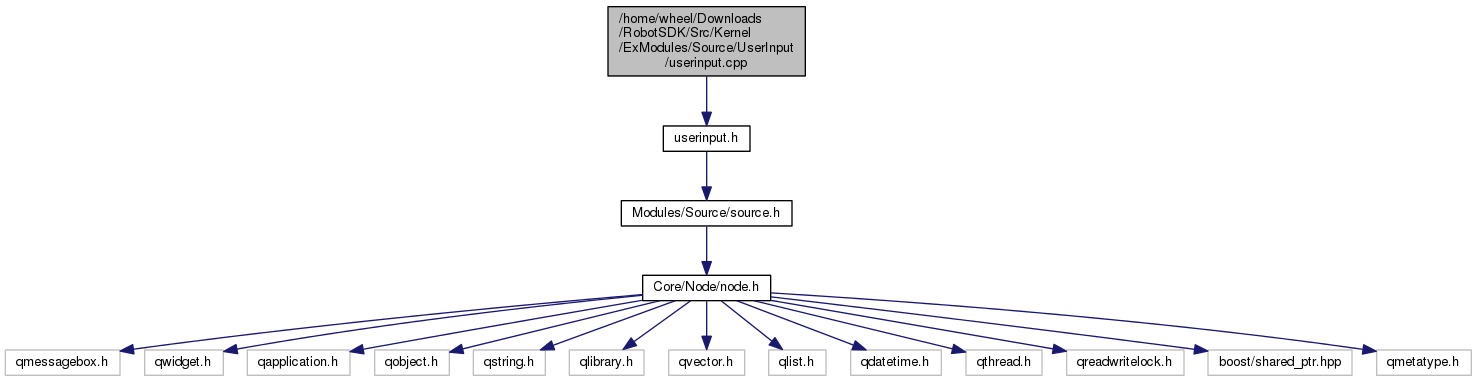 /home/wheel/Downloads
/RobotSDK/Src/Kernel
/ExModules/Source/UserInput
/userinput.cpp
userinput.h
Modules/Source/source.h
Core/Node/node.h
qmessagebox.h
qwidget.h
qapplication.h
qobject.h
qstring.h
qlibrary.h
qvector.h
qlist.h
qdatetime.h
qthread.h
qreadwritelock.h
boost/shared_ptr.hpp
qmetatype.h